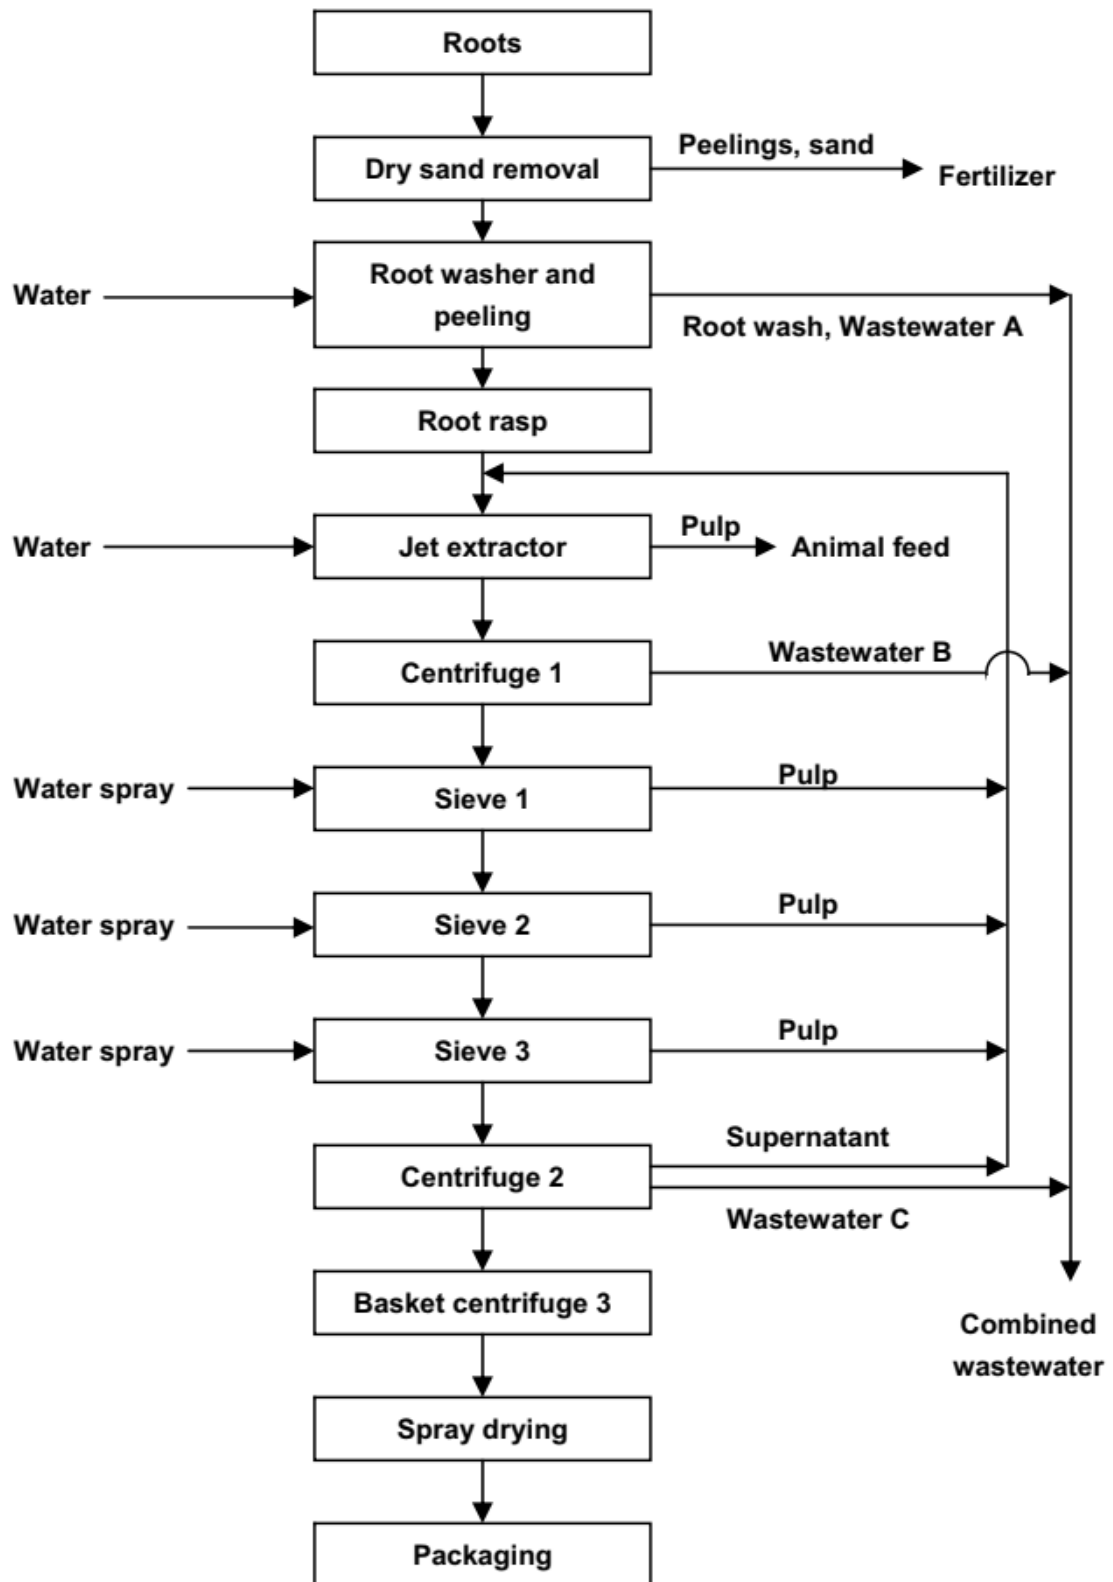 Roots
Dry sand removal
Peelings, sand
Fertilizer
Water
Root washer and
peeling
Root wash, Wastewater A
Root rasp
Water
Jet extractor
Pulp
Animal feed
Centrifuge 1
Wastewater B
Water spray
Sieve 1
Pulp
Water spray
Sieve 2
Pulp
Water spray
Sieve 3
Pulp
Centrifuge 2
Supernatant
Wastewater C
Basket centrifuge 3
Combined
wastewater
Spray drying
Packaging